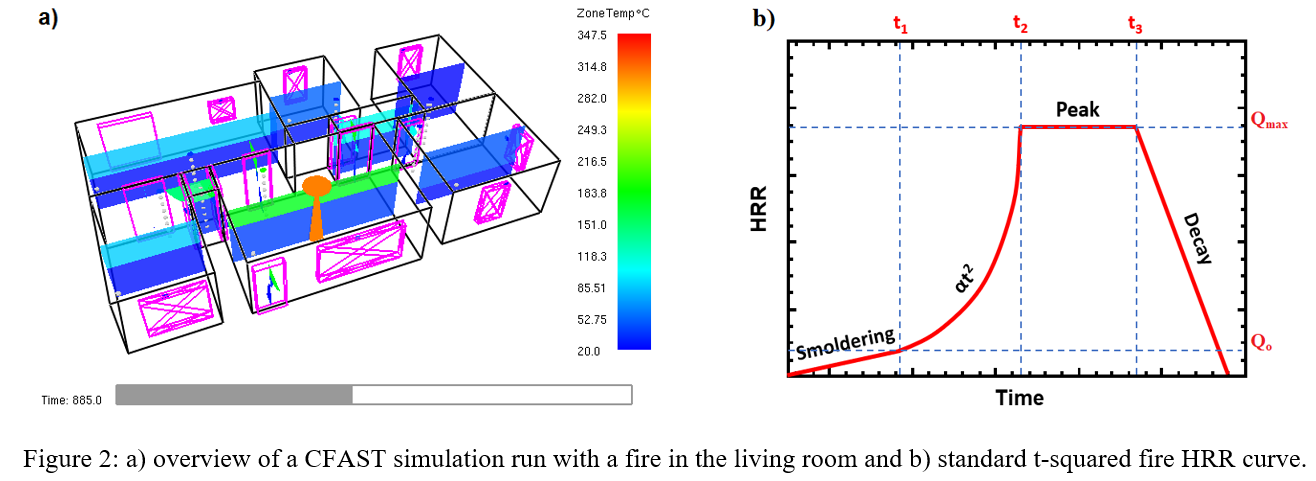 a)
ZoneTemp°C
347.5
314.8
282.0
249.3
216.5
183.8
151.0
118.3
85.51
52.75
20.0
Time: 885.0
b)
t1 t2 t3
Peak
Qmax
HRR
αt²
Decay
Smoldering
Qo
Time
Figure 2: a) overview of a CFAST simulation run with a fire in the living room and b) standard t-squared fire HRR curve.